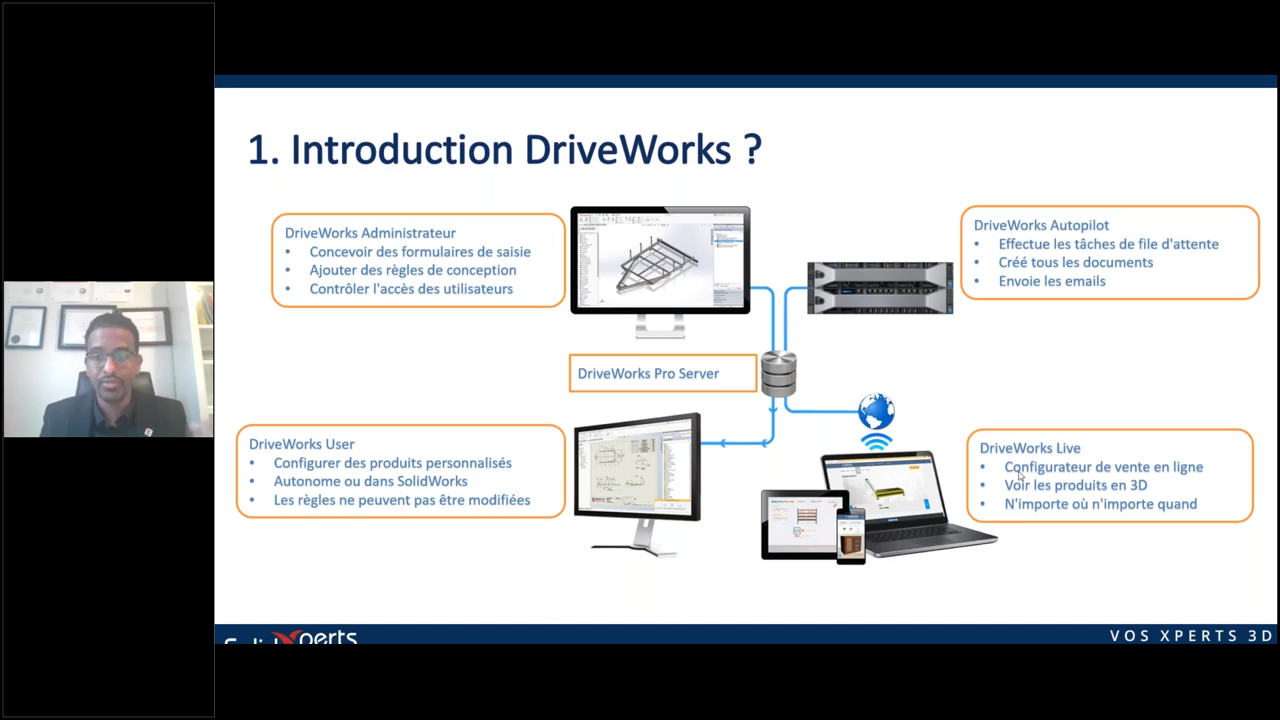 1. Introduction DriveWorks ?
DriveWorks Administrateur
• Concevoir des formulaires de saisie
• Ajouter des règles de conception
• Contrôler l'accès des utilisateurs
DriveWorks Autopilot
• Effectue les tâches de file d'attente
• Créé tous les documents
• Envoie les emails
DriveWorks Pro Server
DriveWorks User
• Configurer des produits personnalisés
• Autonome ou dans SolidWorks
• Les règles ne peuvent pas être modifiées
DriveWorks Live
• Configurateur de vente en ligne
• Voir les produits en 3D
• N'importe où n'importe quand
SolidXperts
VOS XPERTS 3D